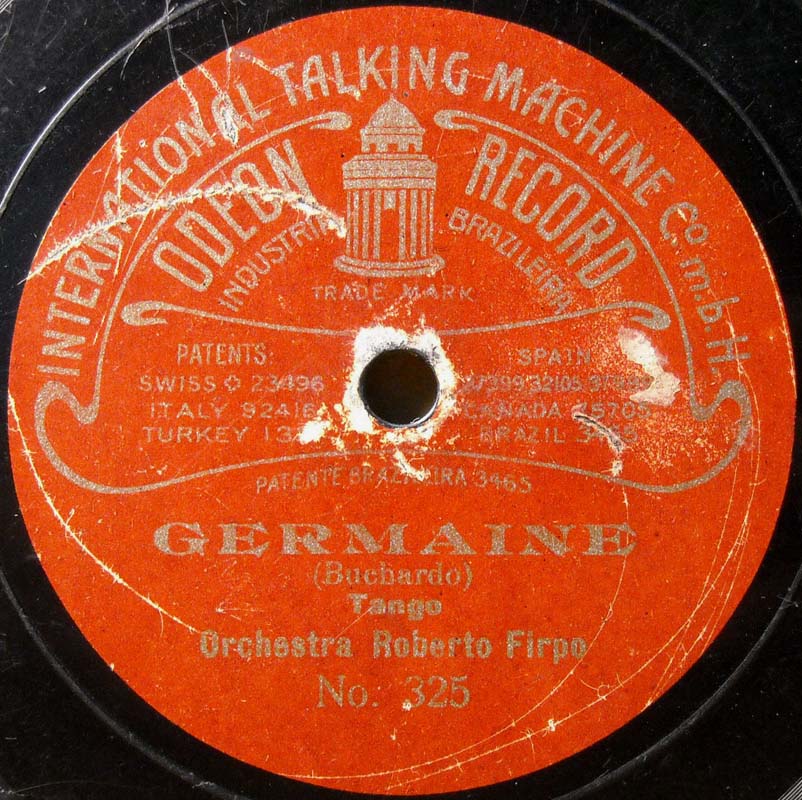 INTERNATIONAL TALKING MACHINE Co. m. b. H.
ODEON RECORD
INDUSTRIA BRAZILEIRA
TRADE MARK
PATENTS:
SWISS 23496
ITALY 92416
TURKEY
SPAIN
CANADA
BRAZIL
PATENTE BRAZILEIRA 3465
GERMAINE
(Buchardo)
Tango
Orchestra Roberto Firpo
No. 325